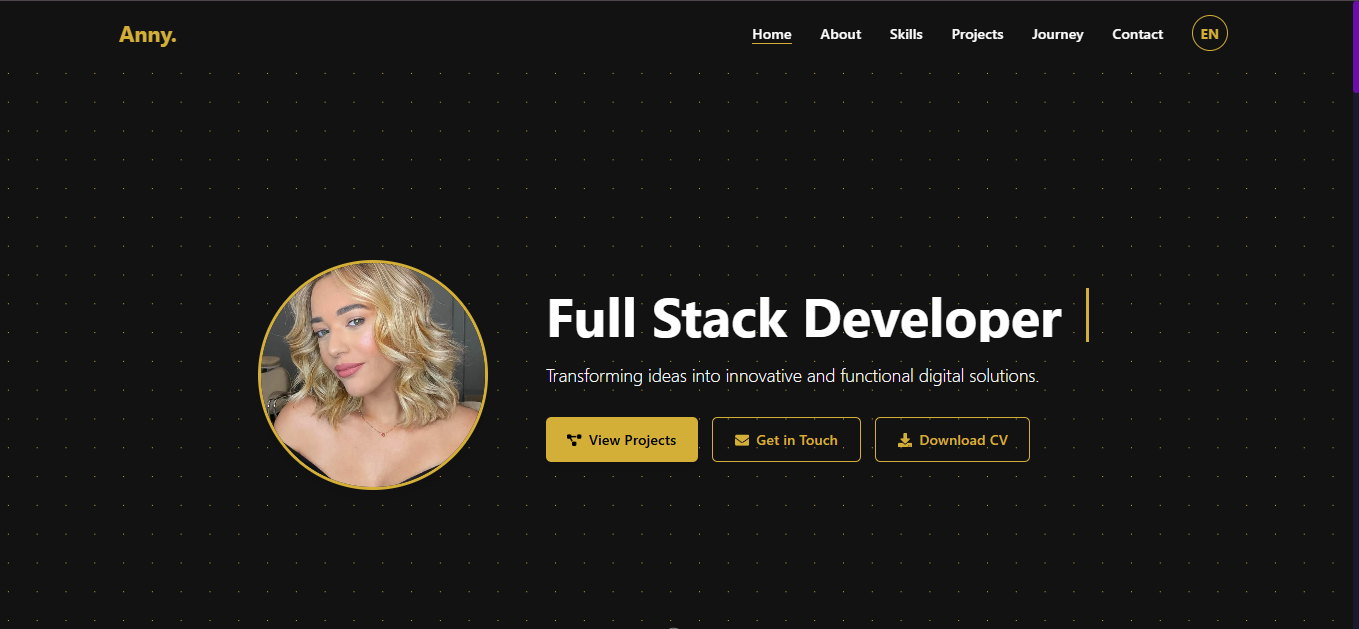 Anny.
Home About Skills Projects Journey Contact EN
Full Stack Developer
Transforming ideas into innovative and functional digital solutions.
View Projects Get in Touch Download CV